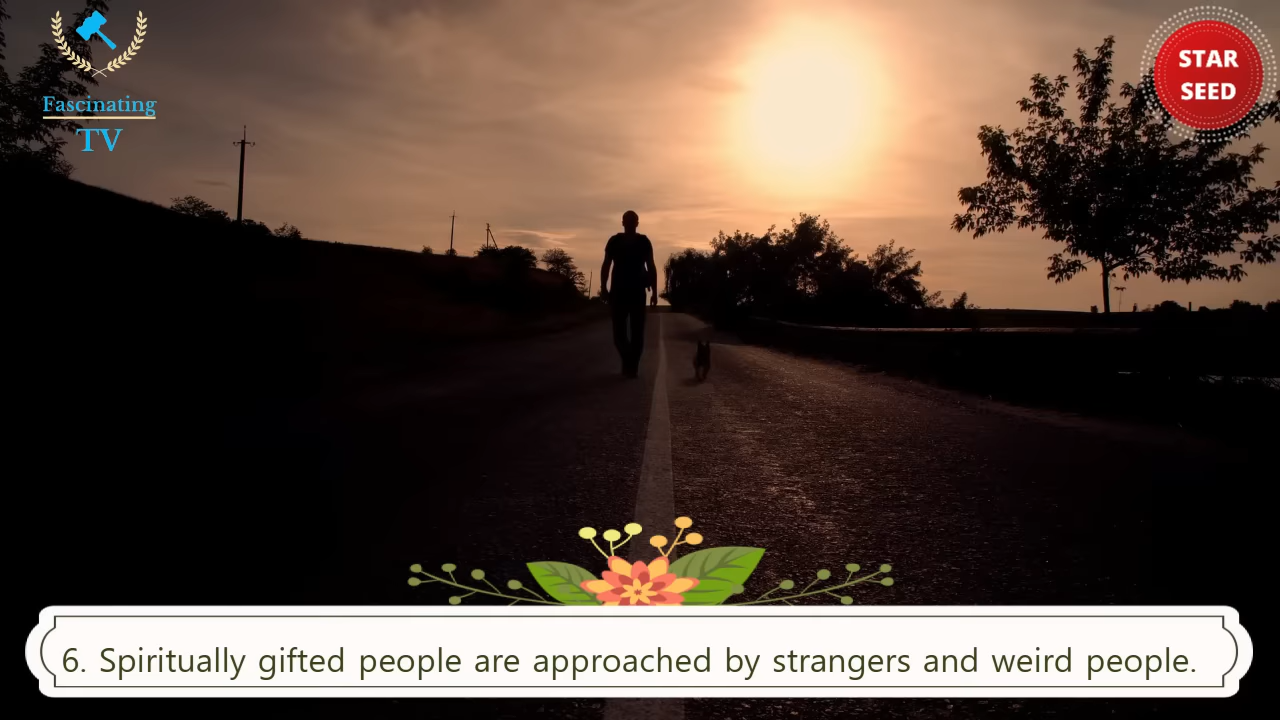 Fascinating
TV
STAR
SEED
6. Spiritually gifted people are approached by strangers and weird people.